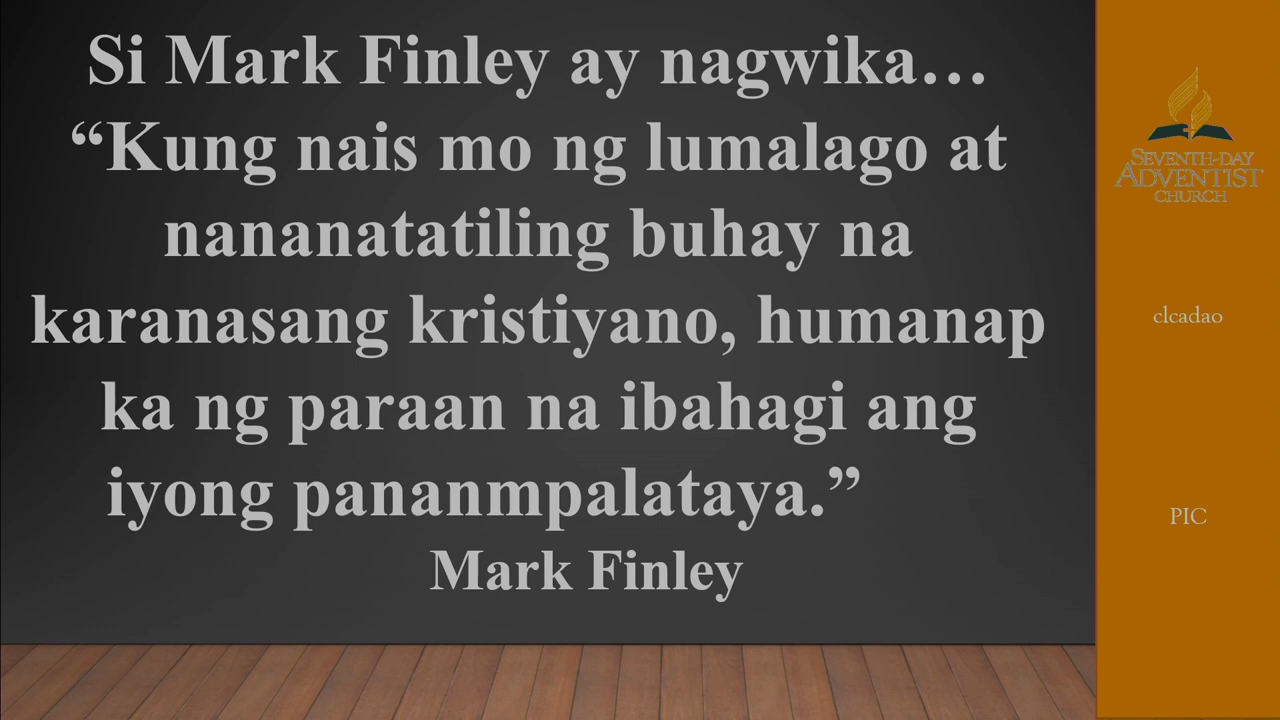 Si Mark Finley ay nagwika…
“Kung nais mo ng lumalago at
nananatatiling buhay na
karanasang kristiyano, humanap
ka ng paraan na ibahagi ang
iyong pananmpalataya.”
Mark Finley
SEVENTH-DAY
ADVENTIST
CHURCH
clcadao
PIC